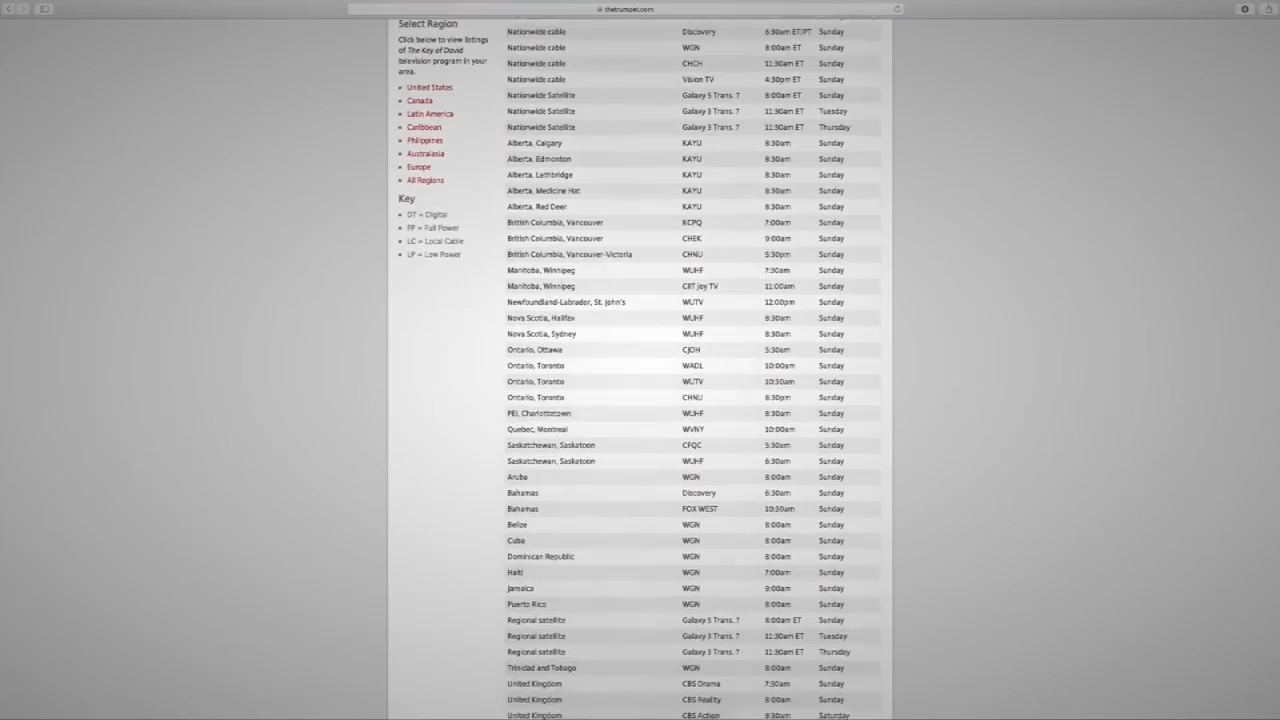 thetrumpet.com
Select Region
Click below to view listings
of The Key of David
television program in your
area.
United States
Canada
Latin America
Caribbean
Philippines
Australasia
Europe
All Regions
Key
DT = Digital
FP = Full Power
LC = Local Cable
LP = Low Power
Nationwide cable Discovery 6:30am ET/PT Sunday
Nationwide cable WGN 8:00am ET Sunday
Nationwide cable CHCH 11:30am ET Sunday
Nationwide cable Vision TV 4:30pm ET Sunday
Nationwide Satellite Galaxy 5 Trans. 7 8:00am ET Sunday
Nationwide Satellite Galaxy 3 Trans. 7 11:30am ET Tuesday
Nationwide Satellite Galaxy 3 Trans. 7 11:30am ET Thursday
Alberta, Calgary KAYU 8:30am Sunday
Alberta, Edmonton KAYU 8:30am Sunday
Alberta, Lethbridge KAYU 8:30am Sunday
Alberta, Medicine Hat KAYU 8:30am Sunday
Alberta, Red Deer KAYU 8:30am Sunday
British Columbia, Vancouver KCPQ 7:00am Sunday
British Columbia, Vancouver CHEK 9:00am Sunday
British Columbia, Vancouver-Victoria CHNU 5:30pm Sunday
Manitoba, Winnipeg WUHF 7:30am Sunday
Manitoba, Winnipeg CIIT Joy TV 11:00am Sunday
Newfoundland-Labrador, St. John's WUTV 12:00pm Sunday
Nova Scotia, Halifax WUHF 8:30am Sunday
Nova Scotia, Sydney WUHF 8:30am Sunday
Ontario, Ottawa CJOH 5:30am Sunday
Ontario, Toronto WADL 10:00am Sunday
Ontario, Toronto WUTV 10:30am Sunday
Ontario, Toronto CHNU 8:30pm Sunday
PEI, Charlottetown WUHF 8:30am Sunday
Quebec, Montreal WVNY 10:00am Sunday
Saskatchewan, Saskatoon CFQC 5:30am Sunday
Saskatchewan, Saskatoon WUHF 6:30am Sunday
Aruba WGN 8:00am Sunday
Bahamas Discovery 6:30am Sunday
Bahamas FOX WEST 10:30am Sunday
Belize WGN 8:00am Sunday
Cuba WGN 8:00am Sunday
Dominican Republic WGN 8:00am Sunday
Haiti WGN 7:00am Sunday
Jamaica WGN 9:00am Sunday
Puerto Rico WGN 8:00am Sunday
Regional satellite Galaxy 5 Trans. 7 8:00am ET Sunday
Regional satellite Galaxy 3 Trans. 7 11:30am ET Tuesday
Regional satellite Galaxy 3 Trans. 7 11:30am ET Thursday
Trinidad and Tobago WGN 8:00am Sunday
United Kingdom CBS Drama 7:30am Sunday
United Kingdom CBS Reality 8:00am Sunday
United Kingdom CBS Action 8:30am Saturday